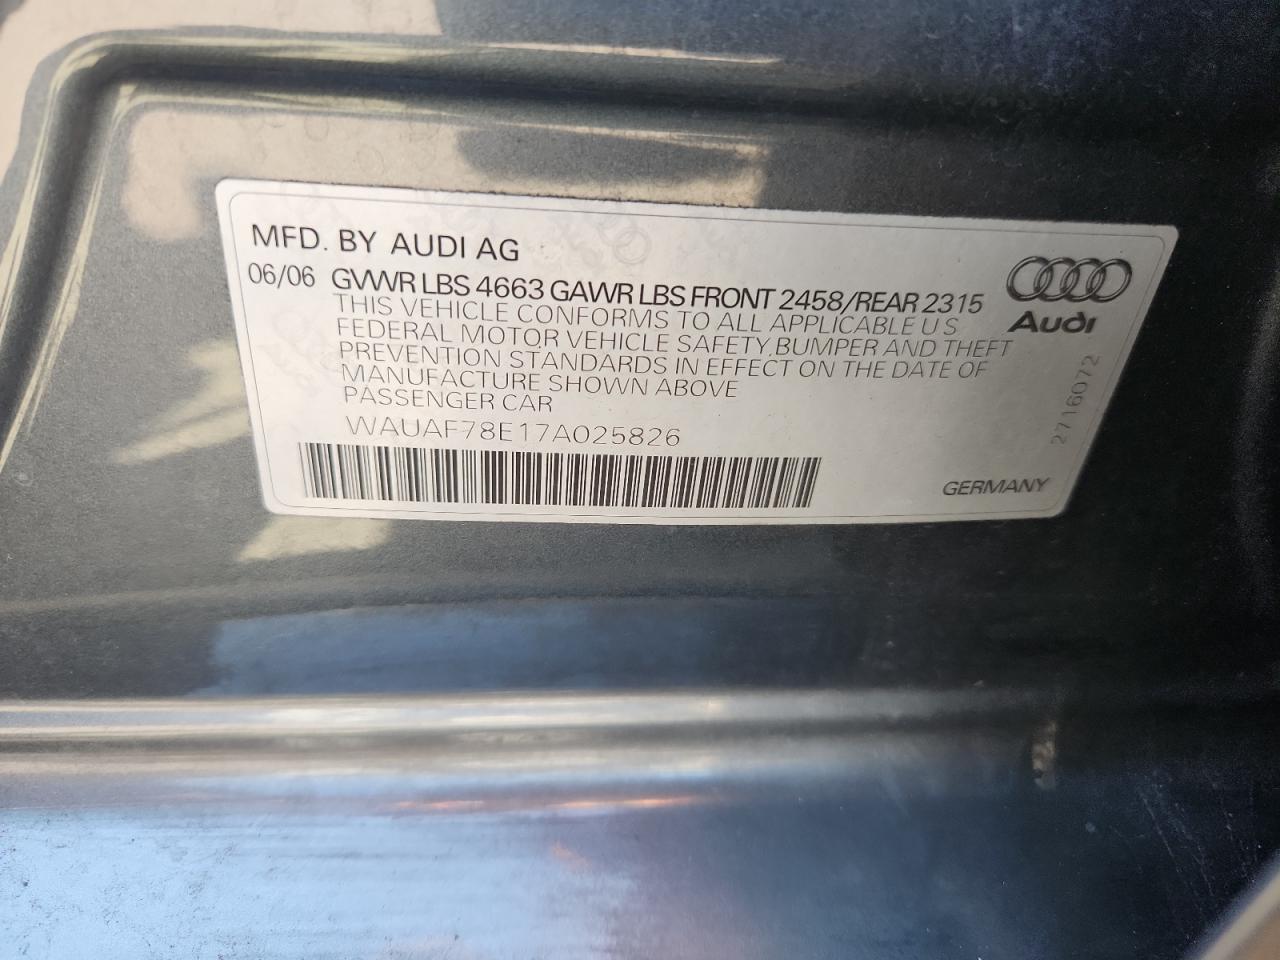 MFD. BY AUDI AG
06/06 GVWR LBS 4663 GAWR LBS FRONT 2458/REAR 2315
THIS VEHICLE CONFORMS TO ALL APPLICABLE U S
FEDERAL MOTOR VEHICLE SAFETY, BUMPER AND THEFT
PREVENTION STANDARDS IN EFFECT ON THE DATE OF
MANUFACTURE SHOWN ABOVE
PASSENGER CAR
WAUAF78E17A025826
Audi
2716072
GERMANY